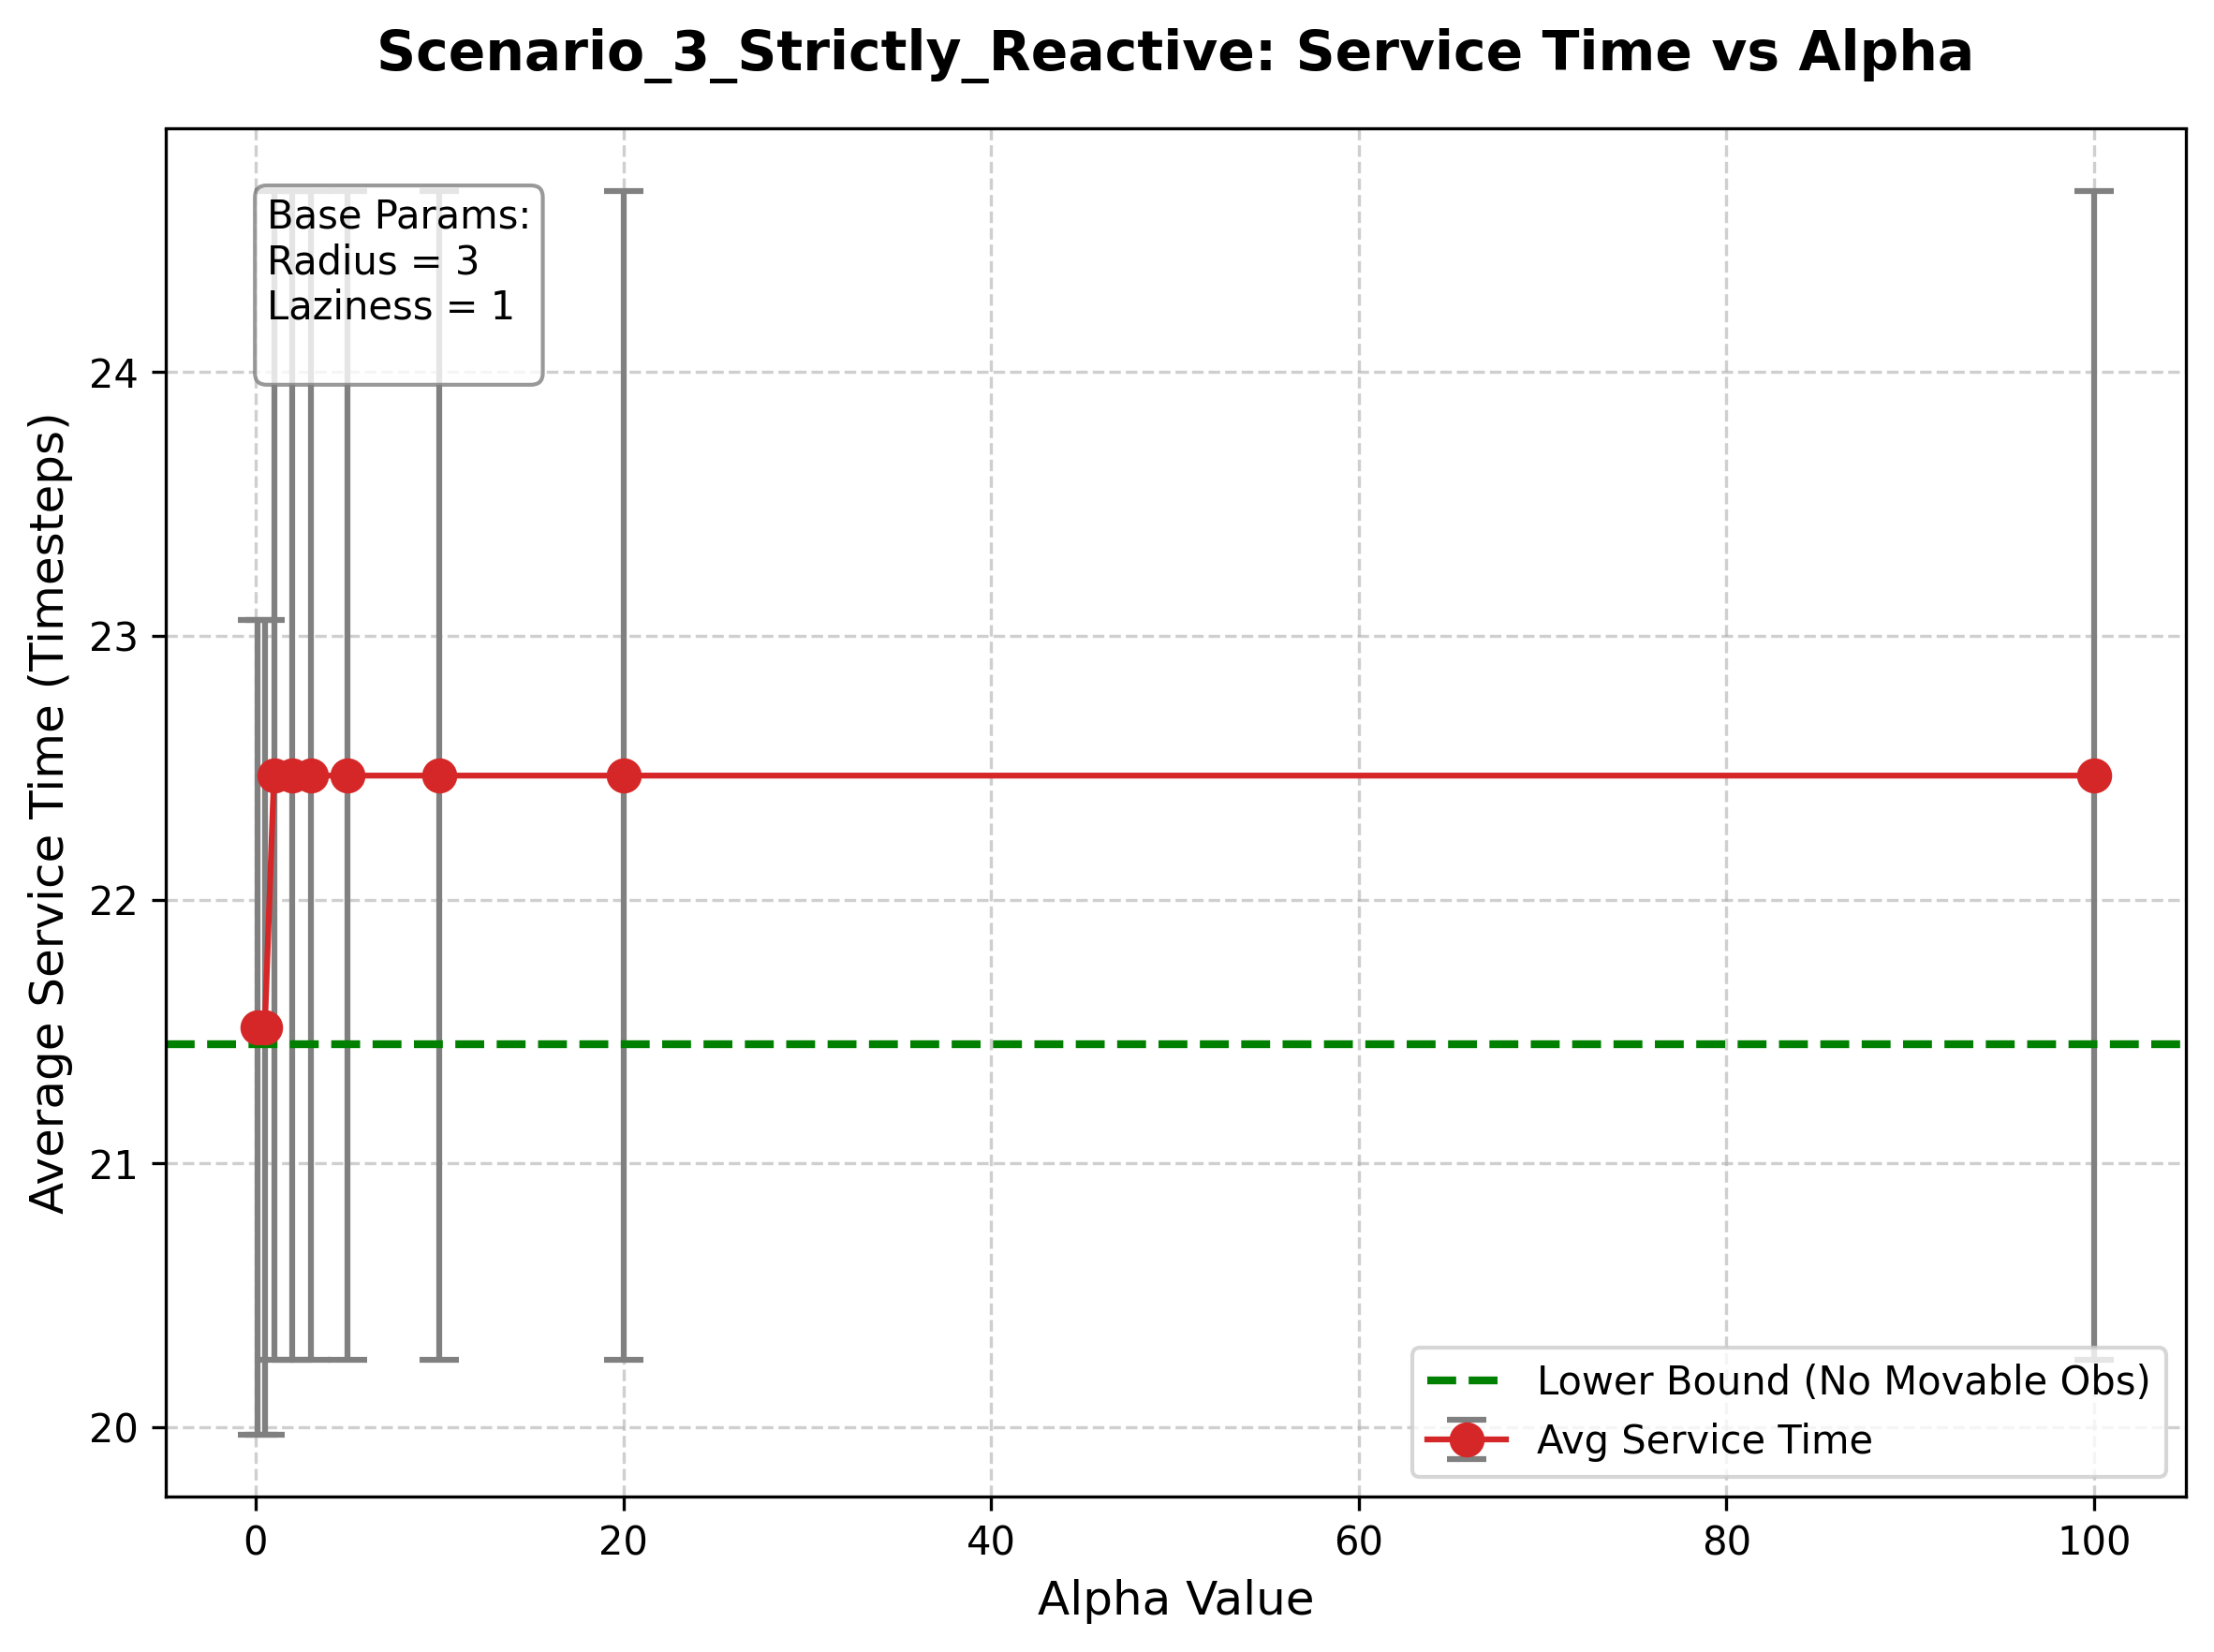 Scenario_3_Strictly_Reactive: Service Time vs Alpha
Average Service Time (Timesteps)
24
23
22
21
20
Base Params:
Radius = 3
Laziness = 1
Lower Bound (No Movable Obs)
Avg Service Time
0
20
40
60
80
100
Alpha Value